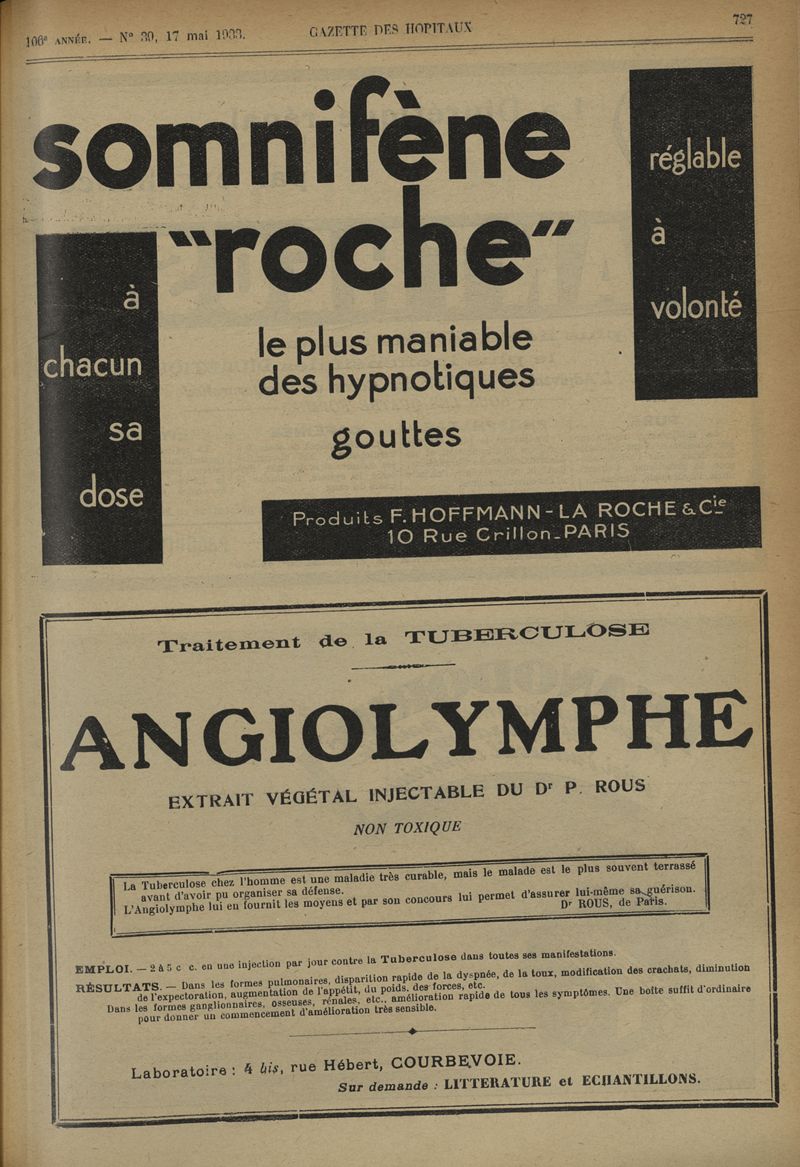 106e ANNÉE. — N° 39, 17 mai 1933.
GAZETTE DES HOPITAUX
727
somnifène
"roche"
réglable
à
volonté
à
chacun
sa
dose
le plus maniable
des hypnotiques
gouttes
Produits F. HOFFMANN-LA ROCHE & Cie
10 Rue Crillon-PARIS
Traitement de la TUBERCULOSE
ANGIOLYMPHE
EXTRAIT VÉGÉTAL INJECTABLE DU Dr P. ROUS
NON TOXIQUE
La Tuberculose chez l'homme est une maladie très curable, mais le malade est le plus souvent terrassé
avant d'avoir pu organiser sa défense.
L'Angiolymphe lui en fournit les moyens et par son concours lui permet d'assurer lui-même sa guérison.
Dr ROUS, de Paris.
EMPLOI. — 2 à 5 c c. en une injection par jour contre la Tuberculose dans toutes ses manifestations.
RÉSULTATS. — Dans les formes pulmonaires, disparition rapide de la dyspnée, de la toux, modification des crachats, diminution
de l'expectoration, augmentation de l'appétit, du poids, des forces, etc.
Dans les formes ganglionnaires, osseuses, rénales, etc., amélioration rapide de tous les symptômes. Une boîte suffit d'ordinaire
pour donner un commencement d'amélioration très sensible.
Laboratoire : 4 bis, rue Hébert, COURBEVOIE.
Sur demande : LITTERATURE et ECHANTILLONS.